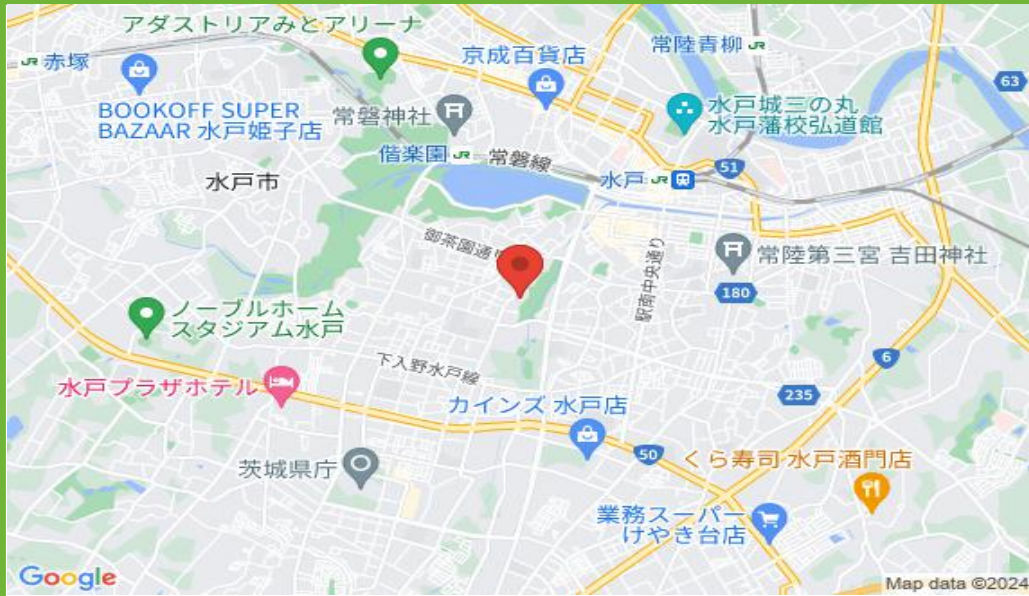 アダストリアみとアリーナ
JR 赤塚
BOOKOFF SUPER
BAZAAR 水戸姫子店
京成百貨店
常陸青柳 JR
63
常磐神社
水戸城三の丸
水戸藩校弘道館
偕楽園 JR 常磐線
51
水戸市
水戸 JR
御茶園通り
駅南中央通り
常陸第三宮 吉田神社
180
ノーブルホーム
スタジアム水戸
下入野水戸線
6
水戸プラザホテル
235
カインズ 水戸店
茨城県庁
50
くら寿司 水戸酒門店
業務スーパー
けやき台店
Google
Map data ©2024